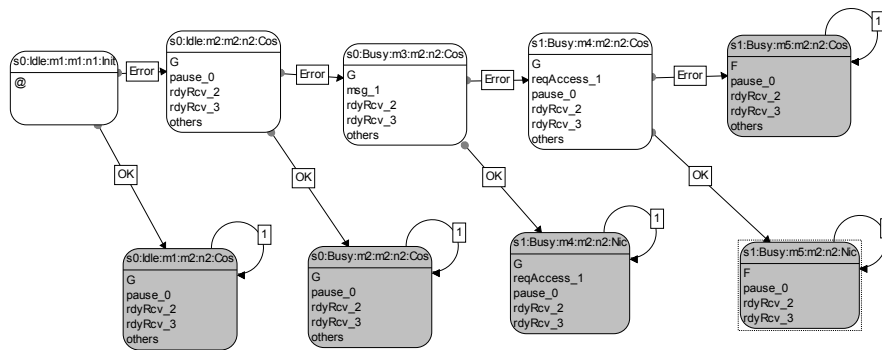 s0:Idle:m1:m1:n1:Init
@
Error
s0:Idle:m2:m2:n2:Cos
G
pause_0
rdyRcv_2
rdyRcv_3
others
Error
s0:Busy:m3:m2:n2:Cos
G
msg_1
rdyRcv_2
rdyRcv_3
others
Error
s1:Busy:m4:m2:n2:Cos
G
reqAccess_1
pause_0
rdyRcv_2
rdyRcv_3
others
Error
s1:Busy:m5:m2:n2:Cos
F
pause_0
rdyRcv_2
rdyRcv_3
others
1
OK
OK
OK
OK
s0:Idle:m1:m2:n2:Cos
G
pause_0
rdyRcv_2
rdyRcv_3
others
1
s0:Busy:m2:m2:n2:Cos
G
pause_0
rdyRcv_2
rdyRcv_3
others
1
s1:Busy:m4:m2:n2:Nic
G
reqAccess_1
pause_0
rdyRcv_2
rdyRcv_3
1
s1:Busy:m5:m2:n2:Nic
F
pause_0
rdyRcv_2
rdyRcv_3